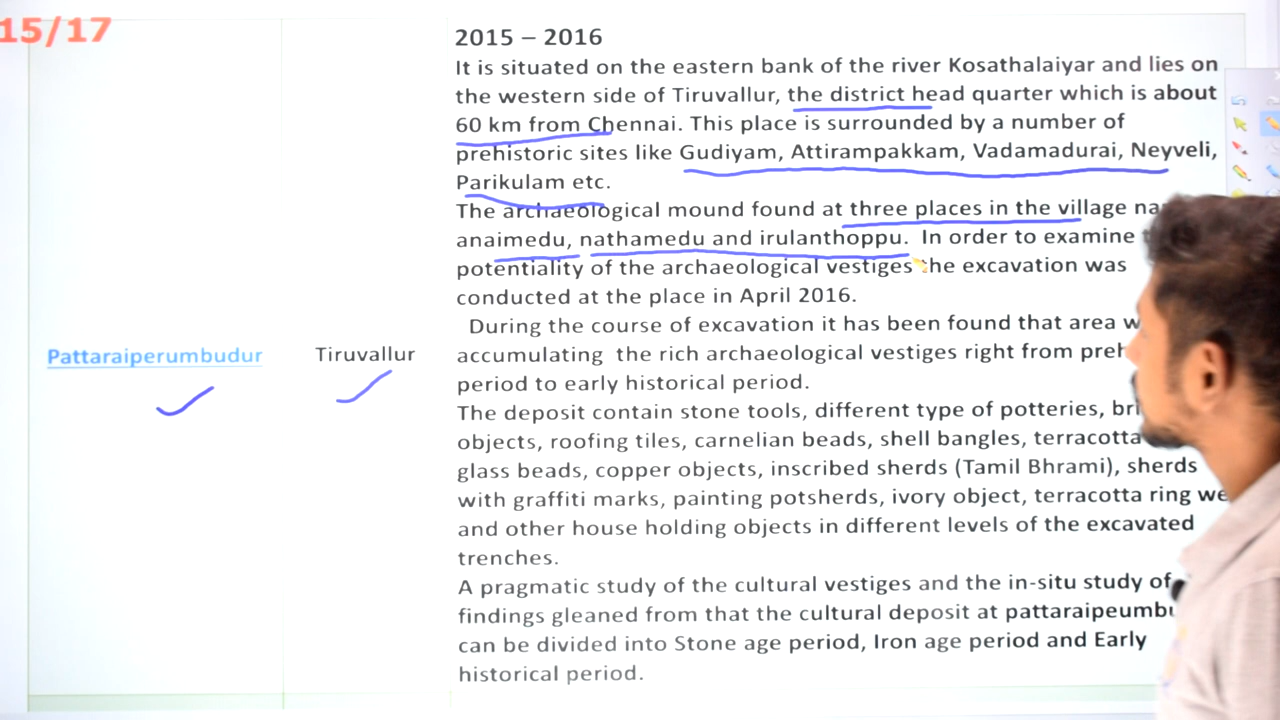 15/17
2015 – 2016
It is situated on the eastern bank of the river Kosathalaiyar and lies on
the western side of Tiruvallur, the district head quarter which is about
60 km from Chennai. This place is surrounded by a number of
prehistoric sites like Gudiyam, Attirampakkam, Vadamadurai, Neyveli,
Parikulam etc.
The archaeological mound found at three places in the village
anaimedu, nathamedu and irulanthoppu. In order to examine
potentiality of the archaeological vestiges the excavation was
conducted at the place in April 2016.
During the course of excavation it has been found that area
Pattaraiperumbudur Tiruvallur
accumulating the rich archaeological vestiges right from
period to early historical period.
The deposit contain stone tools, different type of potteries,
objects, roofing tiles, carnelian beads, shell bangles, terracotta
glass beads, copper objects, inscribed sherds (Tamil Bhrami), sherds
with graffiti marks, painting potsherds, ivory object, terracotta ring
and other house holding objects in different levels of the excavated
trenches.
A pragmatic study of the cultural vestiges and the in-situ study of
findings gleaned from that the cultural deposit at
can be divided into Stone age period, Iron age period and Early
historical period.